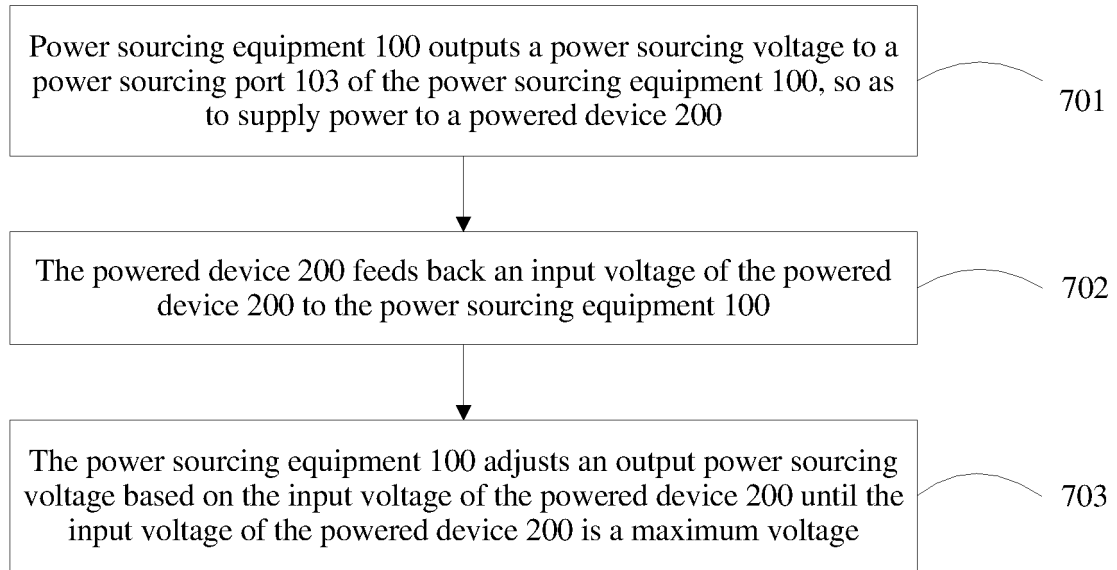 Power sourcing equipment 100 outputs a power sourcing voltage to a
power sourcing port 103 of the power sourcing equipment 100, so as
to supply power to a powered device 200
701
The powered device 200 feeds back an input voltage of the powered
device 200 to the power sourcing equipment 100
702
The power sourcing equipment 100 adjusts an output power sourcing
voltage based on the input voltage of the powered device 200 until the
input voltage of the powered device 200 is a maximum voltage
703